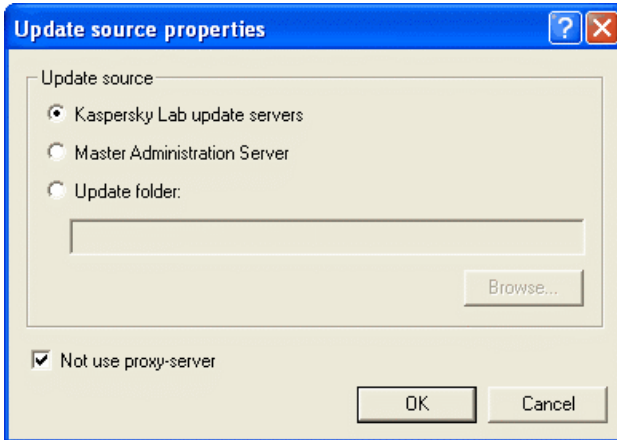 Update source properties
Update source
Kaspersky Lab update servers
Master Administration Server
Update folder:
Browse...
Not use proxy-server
OK
Cancel